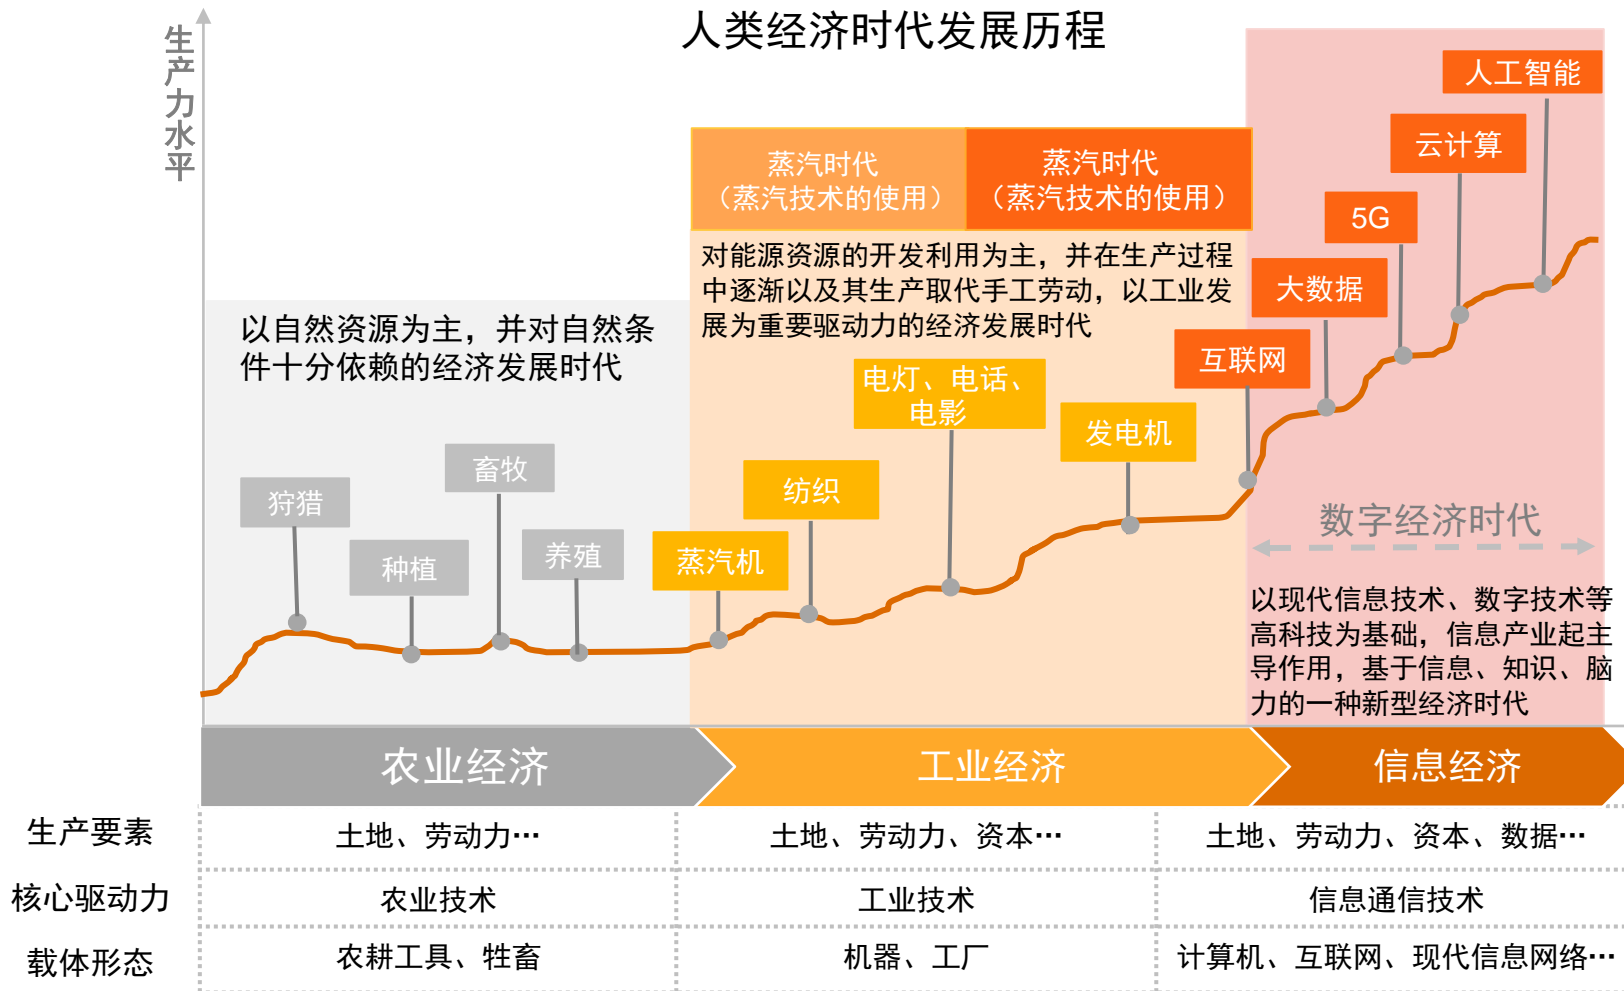 人类经济时代发展历程
生产力水平
人工智能
云计算
5G
大数据
互联网
蒸汽时代
（蒸汽技术的使用）
蒸汽时代
（蒸汽技术的使用）
对能源资源的开发利用为主，并在生产过程
中逐渐以及其生产取代手工劳动，以工业发
展为重要驱动力的经济发展时代
以自然资源为主，并对自然条
件十分依赖的经济发展时代
狩猎
种植
畜牧
养殖
蒸汽机
纺织
电灯、电话、
电影
发电机
数字经济时代
以现代信息技术、数字技术等
高科技为基础，信息产业起主
导作用，基于信息、知识、脑
力的一种新型经济时代
农业经济
工业经济
信息经济
生产要素
土地、劳动力…
土地、劳动力、资本…
土地、劳动力、资本、数据…
核心驱动力
农业技术
工业技术
信息通信技术
载体形态
农耕工具、牲畜
机器、工厂
计算机、互联网、现代信息网络…